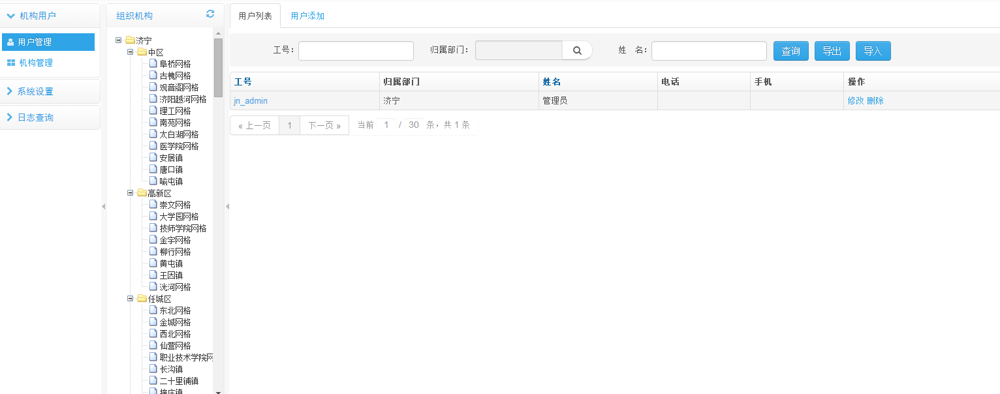 机构用户
用户管理
机构管理
系统设置
日志查询
组织机构
济宁
中区
阜桥网格
古槐网格
观音阁网格
济阳越河网格
理工网格
南苑网格
太白湖网格
医学院网格
安居镇
唐口镇
喻屯镇
高新区
崇文网格
大学园网格
技师学院网格
金宇网格
柳行网格
黄屯镇
王因镇
洸河网格
任城区
东北网格
金城网格
西北网格
仙营网格
职业技术学院网
长沟镇
二十里铺镇
接庄镇
用户列表 用户添加
工号: 归属部门: 姓 名: 查询 导出 导入
工号 归属部门 姓名 电话 手机 操作
jn_admin 济宁 管理员 修改 删除
« 上一页 1 下一页 » 当前 1 / 30 条，共 1 条